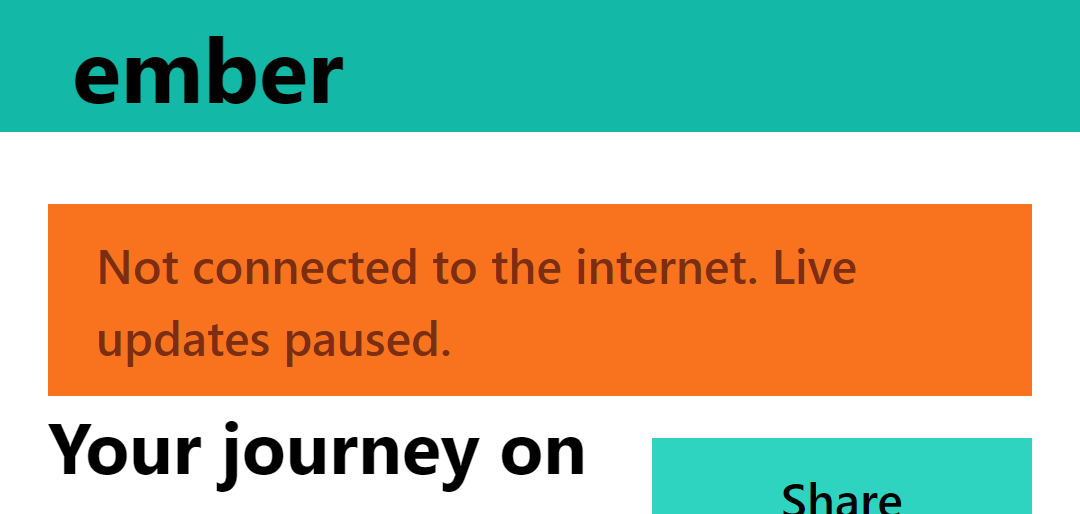 ember
Not connected to the internet. Live
updates paused.
Your journey on
Share